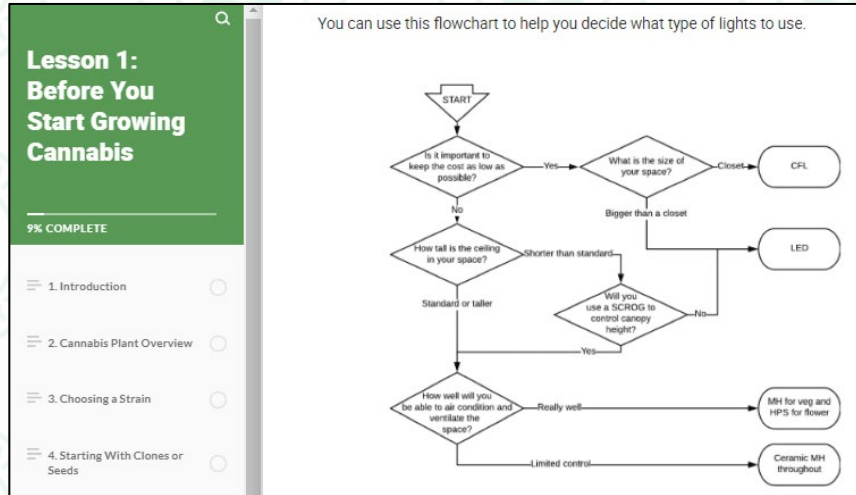 Lesson 1:
Before You
Start Growing
Cannabis
9% COMPLETE
1. Introduction
2. Cannabis Plant Overview
3. Choosing a Strain
4. Starting With Clones or
Seeds
You can use this flowchart to help you decide what type of lights to use.
START
Is it important to
keep the cost as low as
possible?
Yes
What is the size of
your space?
Closet
CFL
No
Bigger than a closet
LED
How tall is the ceiling
in your space?
Shorter than standard
Standard or taller
Will you
use a SCROG to
control canopy
height?
No
Yes
How well will you
be able to air condition and
ventilate the
space?
Really well
MH for veg and
HPS for flower
Limited control
Ceramic MH
throughout